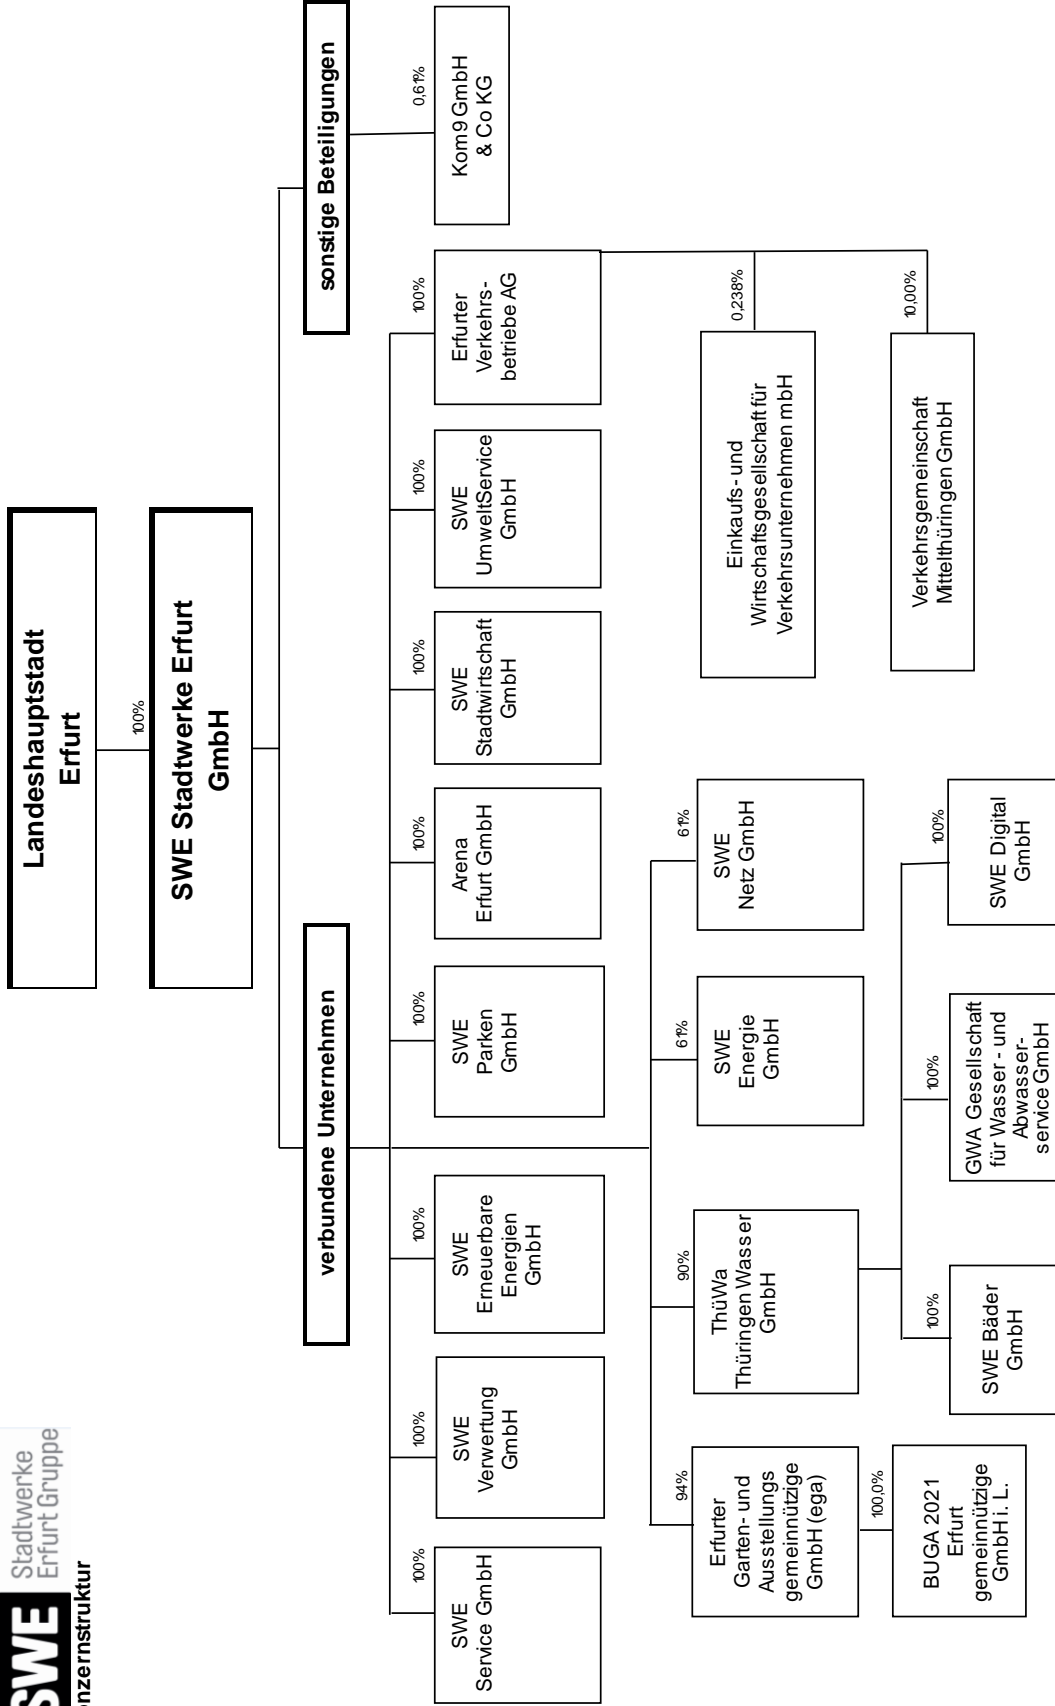 SWE
Stadtwerke
Erfurt Gruppe
onzernstruktur
Landeshauptstadt
Erfurt
100%
SWE Stadtwerke Erfurt
GmbH
verbundene Unternehmen
sonstige Beteiligungen
100%
SWE
Service GmbH
100%
SWE
Verwertung
GmbH
100%
SWE
Erneuerbare
Energien
GmbH
100%
SWE
Parken
GmbH
100%
Arena
Erfurt GmbH
100%
SWE
Stadtwirtschaft
GmbH
100%
SWE
UmweltService
GmbH
100%
Erfurter
Verkehrs-
betriebe AG
0,61%
Kom9 GmbH
& Co KG
94%
Erfurter
Garten- und
Ausstellungs
gemeinnützige
GmbH (ega)
90%
ThüWa
Thüringen Wasser
GmbH
61%
SWE
Energie
GmbH
61%
SWE
Netz GmbH
0,238%
Einkaufs- und
Wirtschaftsgesellschaft für
Verkehrsunternehmen mbH
100,0%
BUGA 2021
Erfurt
gemeinnützige
GmbH i. L.
10,00%
Verkehrsgemeinschaft
Mittelthüringen GmbH
100%
SWE Bäder
GmbH
100%
GWA Gesellschaft
für Wasser- und
Abwasser-
service GmbH
100%
SWE Digital
GmbH